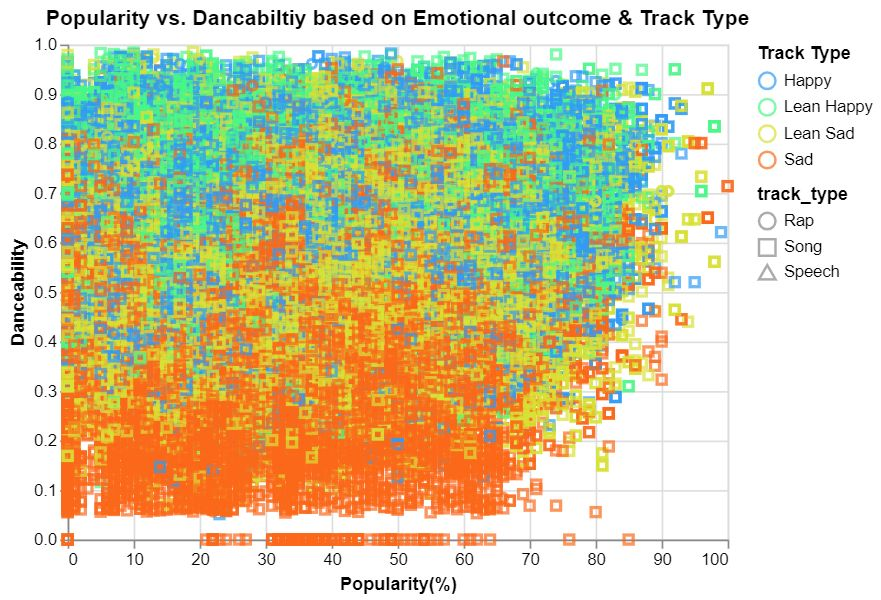 Popularity vs. Dancabiltiy based on Emotional outcome & Track Type
1.0
0.9
0.8
0.7
0.6
0.5
0.4
0.3
0.2
0.1
0.0
Danceability
0 10 20 30 40 50 60 70 80 90 100
Popularity(%)
Track Type
Happy
Lean Happy
Lean Sad
Sad
track_type
Rap
Song
Speech